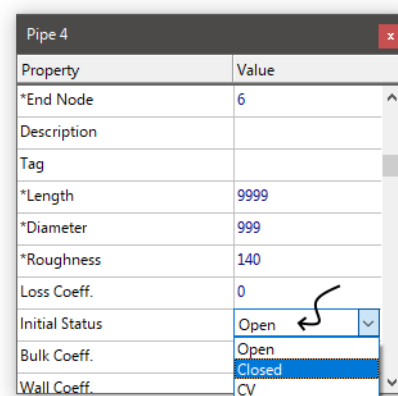 Pipe 4 x
Property Value
*End Node 6
Description
Tag
*Length 9999
*Diameter 999
*Roughness 140
Loss Coeff. 0
Initial Status Open
Open
Bulk Coeff.
Closed
Wall Coeff.
CV